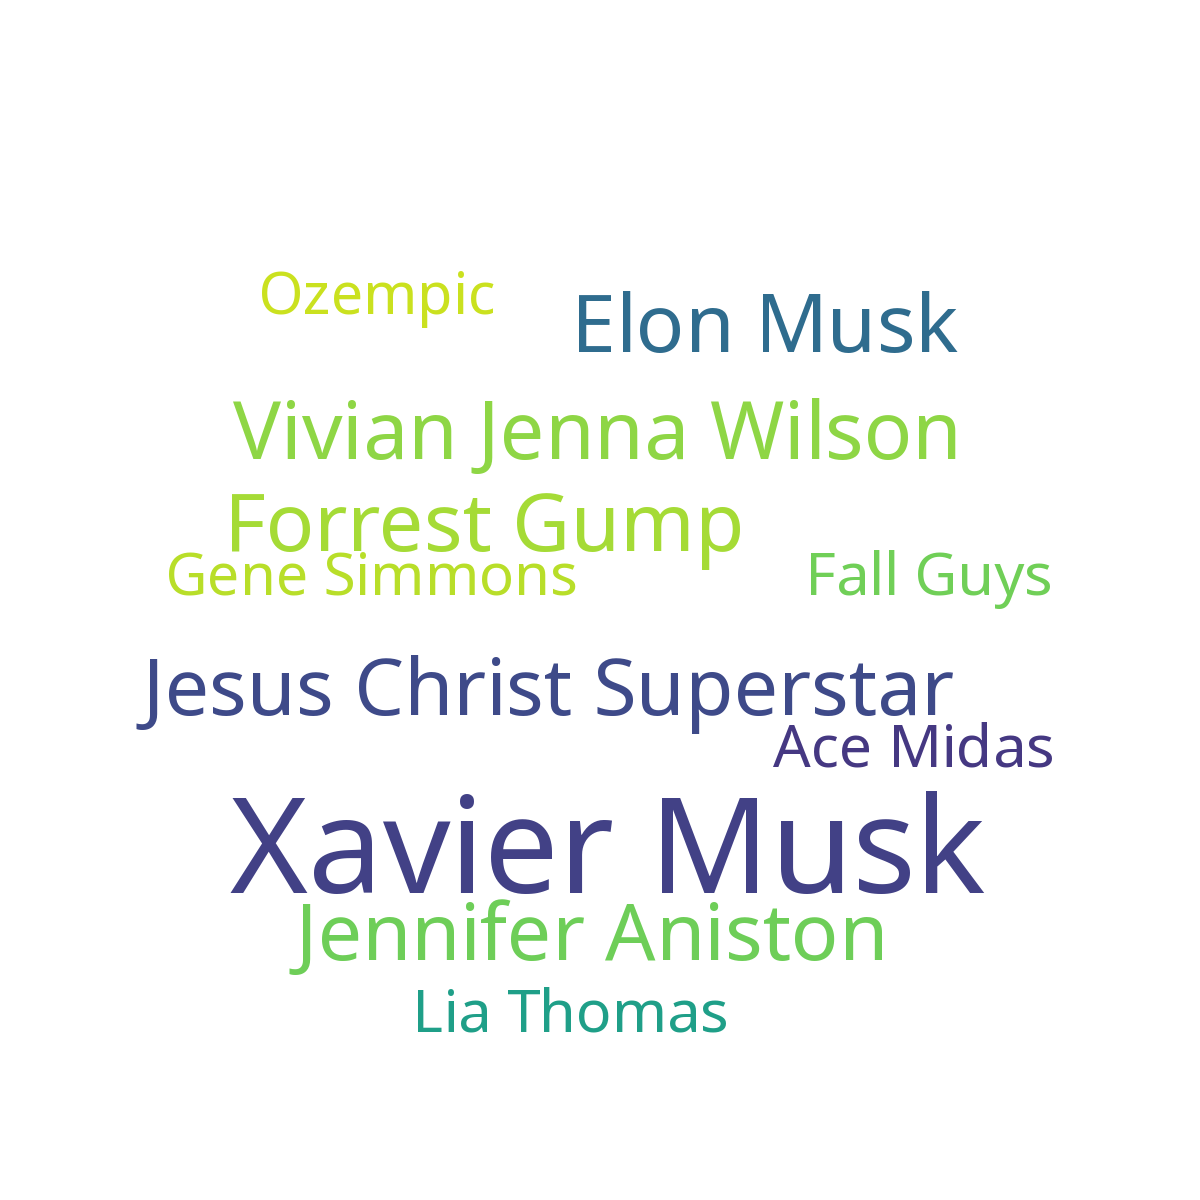 Ozempic
Elon Musk
Vivian Jenna Wilson
Forrest Gump
Gene Simmons
Fall Guys
Jesus Christ Superstar
Ace Midas
Xavier Musk
Jennifer Aniston
Lia Thomas